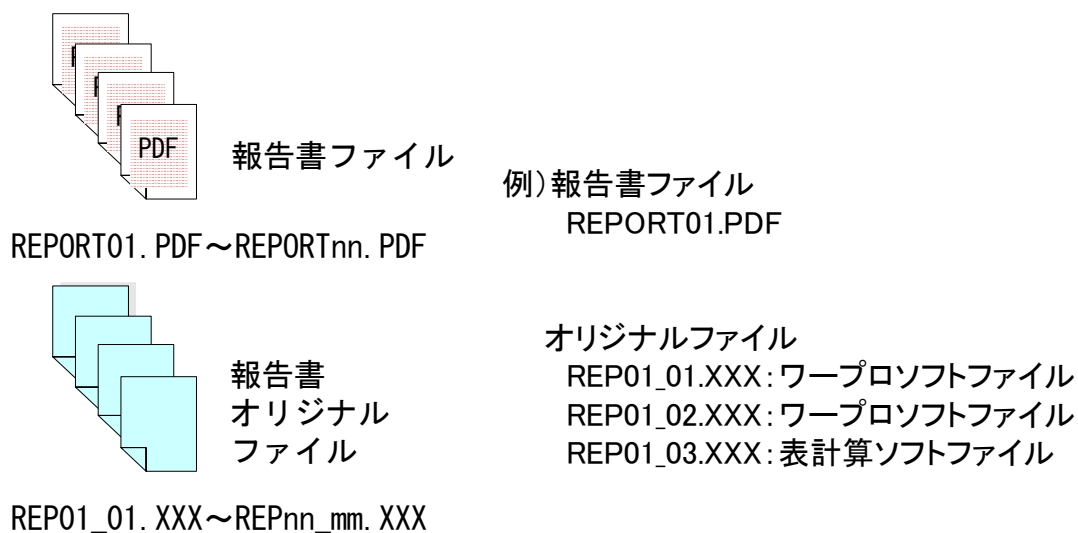 PDF
報告書ファイル
REPORT01.PDF～REPORTnn.PDF
例)報告書ファイル
REPORT01.PDF
報告書
オリジナル
ファイル
REP01_01.XXX～REPnn_mm.XXX
オリジナルファイル
REP01_01.XXX:ワープロソフトファイル
REP01_02.XXX:ワープロソフトファイル
REP01_03.XXX:表計算ソフトファイル